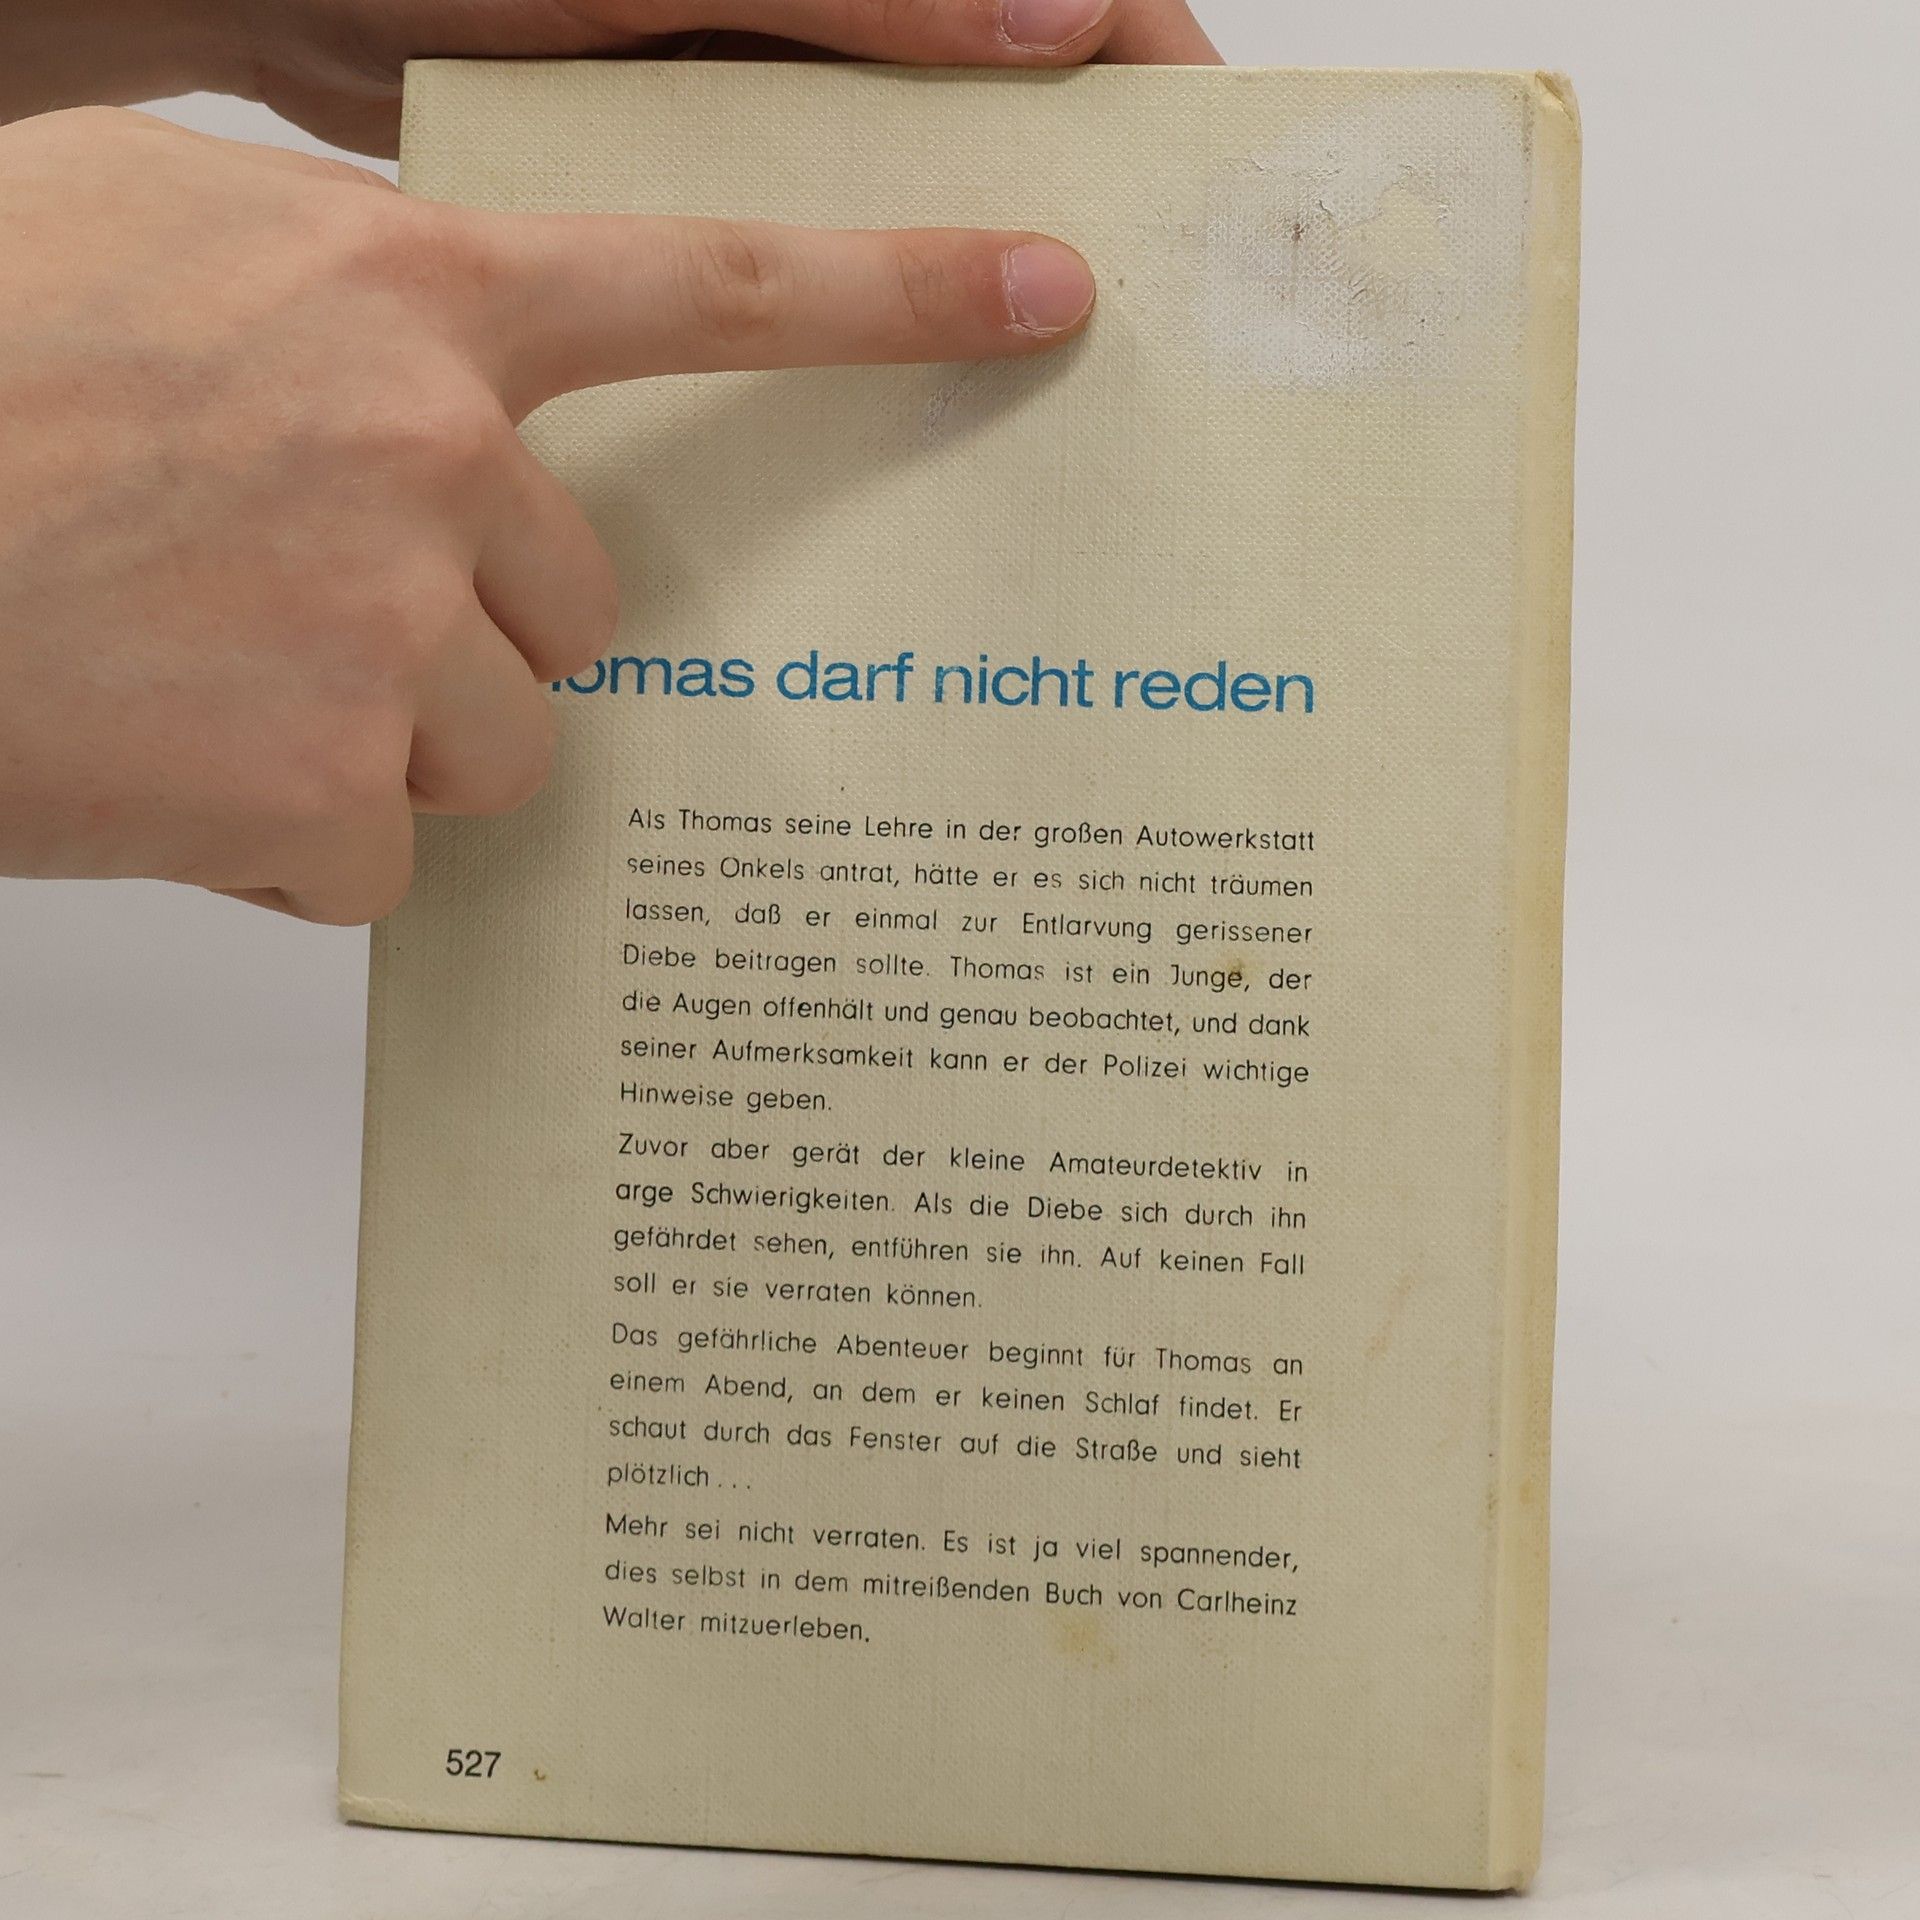 omas darf nicht reden
Als Thomas seine Lehre in der großen Autowerkstatt
seines Onkels antrat, hätte er es sich nicht träumen
lassen, daß er einmal zur Entlarvung gerissener
Diebe beitragen sollte. Thomas ist ein Junge, der
die Augen offenhält und genau beobachtet, und dank
seiner Aufmerksamkeit kann er der Polizei wichtige
Hinweise geben.
Zuvor aber gerät der kleine Amateurdetektiv in
arge Schwierigkeiten. Als die Diebe sich durch ihn
gefährdet sehen, entführen sie ihn. Auf keinen Fall
soll er sie verraten können.
Das gefährliche Abenteuer beginnt für Thomas an
einem Abend, an dem er keinen Schlaf findet. Er
schaut durch das Fenster auf die Straße und sieht
plötzlich . . .
Mehr sei nicht verraten. Es ist ja viel spannender,
dies selbst in dem mitreißenden Buch von Carlheinz
Walter mitzuerleben.
527